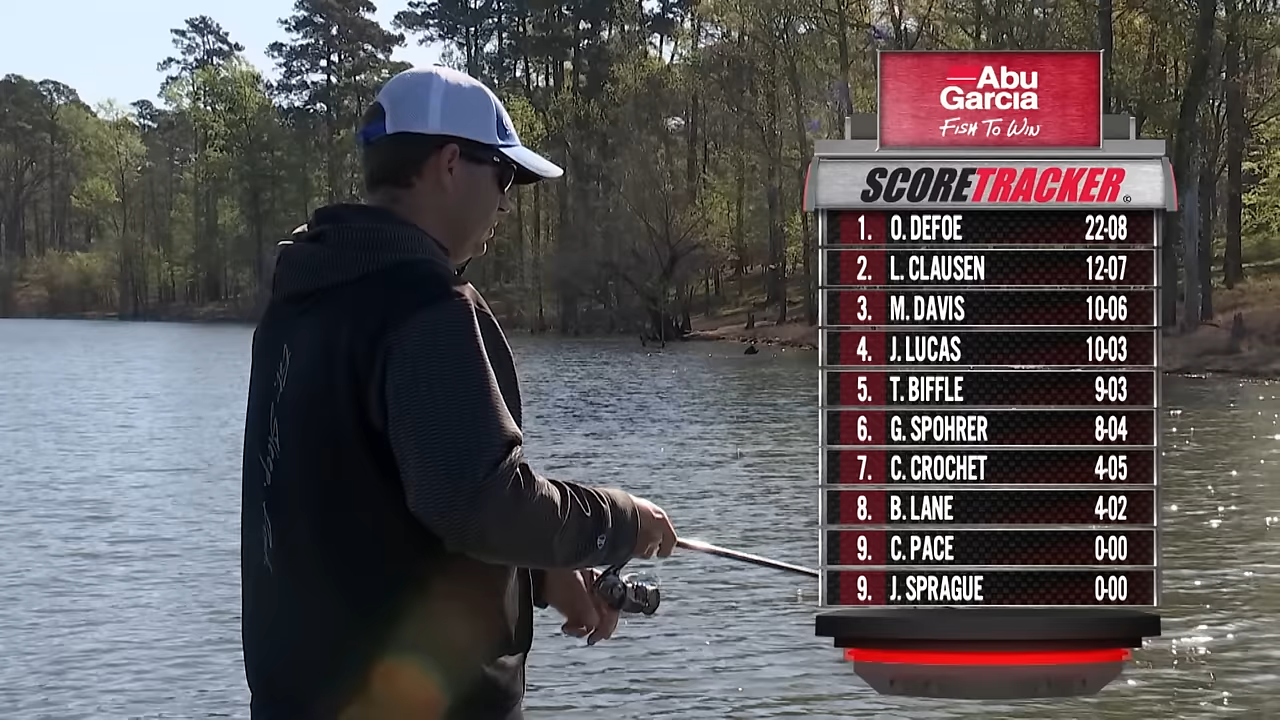 Abu
Garcia
FISH TO WIN
SCORETRACKER©
1. O. DEFOE 22-08
2. L. CLAUSEN 12-07
3. M. DAVIS 10-06
4. J. LUCAS 10-03
5. T. BIFFLE 9-03
6. G. SPOHRER 8-04
7. C. CROCHET 4-05
8. B. LANE 4-02
9. C. PACE 0-00
9. J. SPRAGUE 0-00